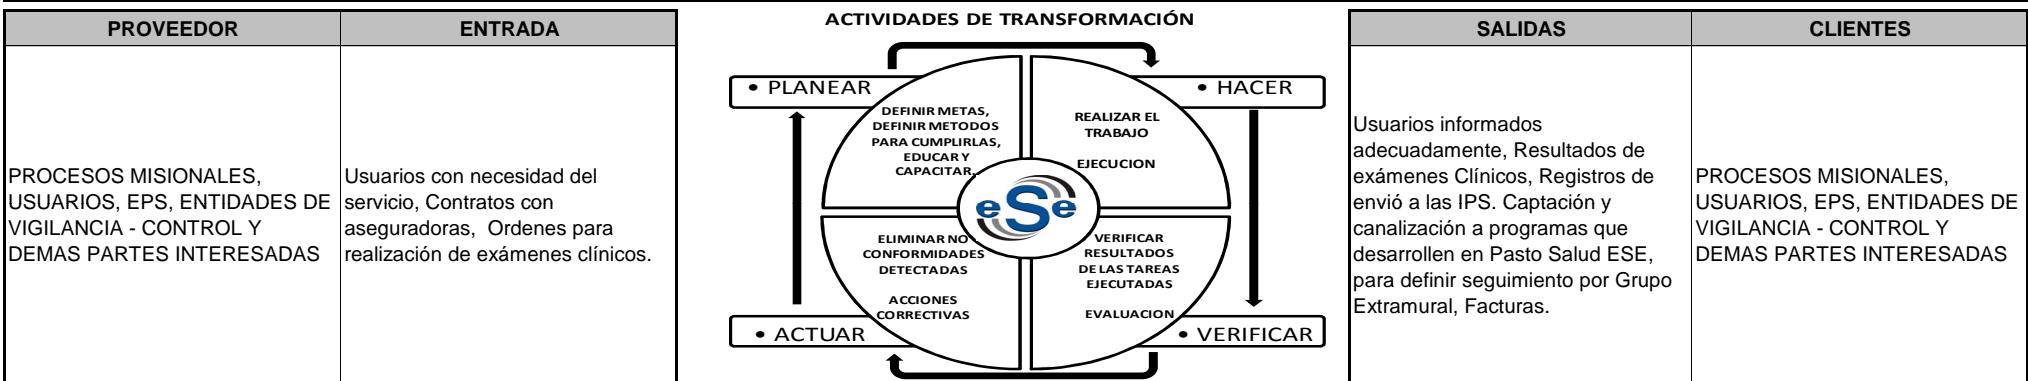 PROVEEDOR
ENTRADA
PROCESOS MISIONALES,
USUARIOS, EPS, ENTIDADES DE
VIGILANCIA - CONTROL Y
DEMAS PARTES INTERESADAS
Usuarios con necesidad del
servicio, Contratos con
aseguradoras, Ordenes para
realización de exámenes clínicos.
ACTIVIDADES DE TRANSFORMACIÓN
• PLANEAR
DEFINIR METAS,
DEFINIR METODOS
PARA CUMPLIRLAS,
EDUCAR Y
CAPACITAR.
• HACER
REALIZAR EL
TRABAJO
EJECUCION
eSe
ELIMINAR NO
CONFORMIDADES
DETECTADAS
ACCIONES
CORRECTIVAS
• ACTUAR
VERIFICAR
RESULTADOS
DE LAS TAREAS
EJECUTADAS
EVALUACION
• VERIFICAR
SALIDAS
CLIENTES
Usuarios informados
adecuadamente, Resultados de
exámenes Clínicos, Registros de
envió a las IPS. Captación y
canalización a programas que
desarrollen en Pasto Salud ESE,
para definir seguimiento por Grupo
Extramural, Facturas.
PROCESOS MISIONALES,
USUARIOS, EPS, ENTIDADES DE
VIGILANCIA - CONTROL Y
DEMAS PARTES INTERESADAS